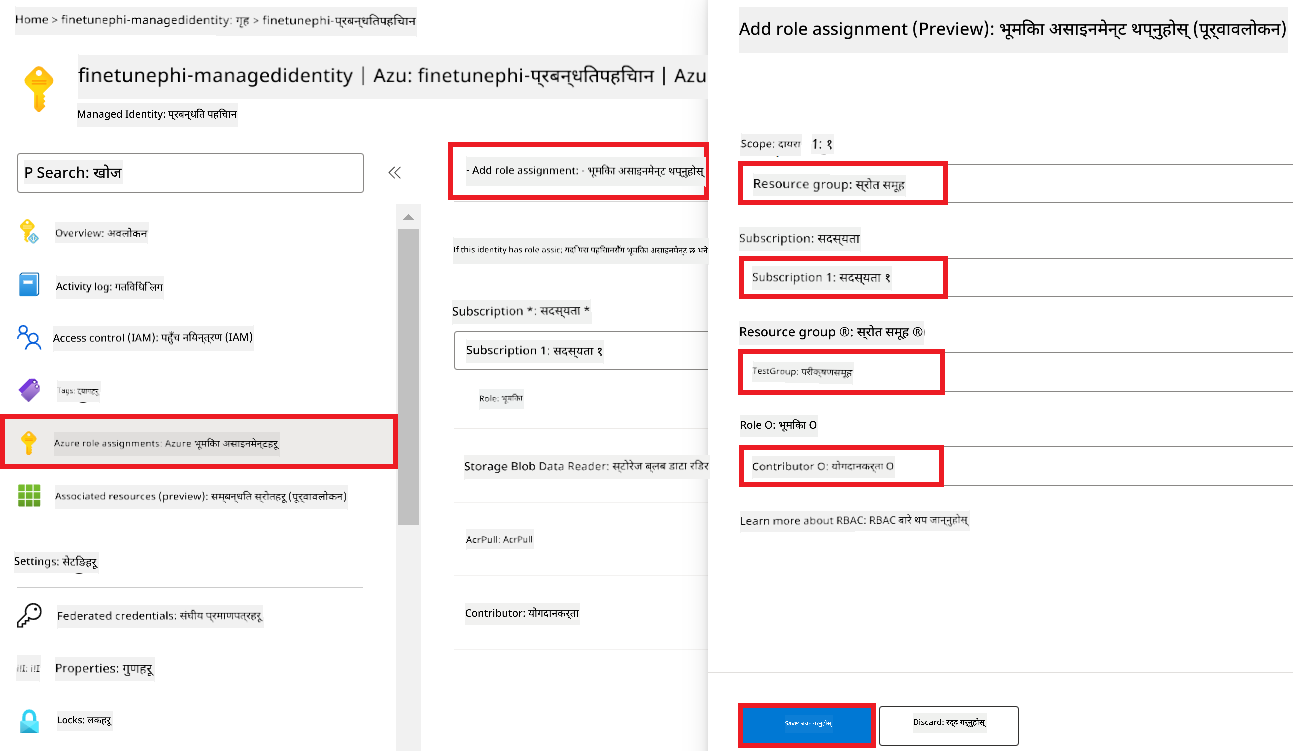 Home > finetunephi-managedidentity: गृह > finetunephi-प्रबन्धितपहिचान
finetunephi-managedidentity | Azu: finetunephi-प्रबन्धितपहिचान | Azu
Managed Identity: प्रबन्धित पहिचान
P Search: खोज
Overview: अवलोकन
Activity log: गतिविधि लग
Access control (IAM): पहुँच नियन्त्रण (IAM)
Tags: ट्यागहरू
Azure role assignments: Azure भूमिका असाइनमेन्टहरू
Associated resources (preview): सम्बन्धित स्रोतहरू (पूर्वावलोकन)
Settings: सेटिङहरू
Federated credentials: संघीय प्रमाणपत्रहरू
Properties: गुणहरू
Locks: लकहरू
- Add role assignment: - भूमिका असाइनमेन्ट थप्नुहोस्
If this identity has role assic: यदि यस पहिचानसँग भूमिका असाइनमेन्ट छ भने
Subscription *: सदस्यता *
Subscription 1: सदस्यता १
Role: भूमिका
Storage Blob Data Reader: स्टोरेज ब्लब डाटा रिडर
AcrPull: AcrPull
Contributor: योगदानकर्ता
Add role assignment (Preview): भूमिका असाइनमेन्ट थप्नुहोस् (पूर्वावलोकन)
Scope: दायरा 1: १
Resource group: स्रोत समूह
Subscription: सदस्यता
Subscription 1: सदस्यता १
Resource group ®: स्रोत समूह ®
TestGroup: परीक्षणसमूह
Role O: भूमिका O
Contributor O: योगदानकर्ता O
Learn more about RBAC: RBAC बारे थप जान्नुहोस्
Discard: रद्द गर्नुहोस्